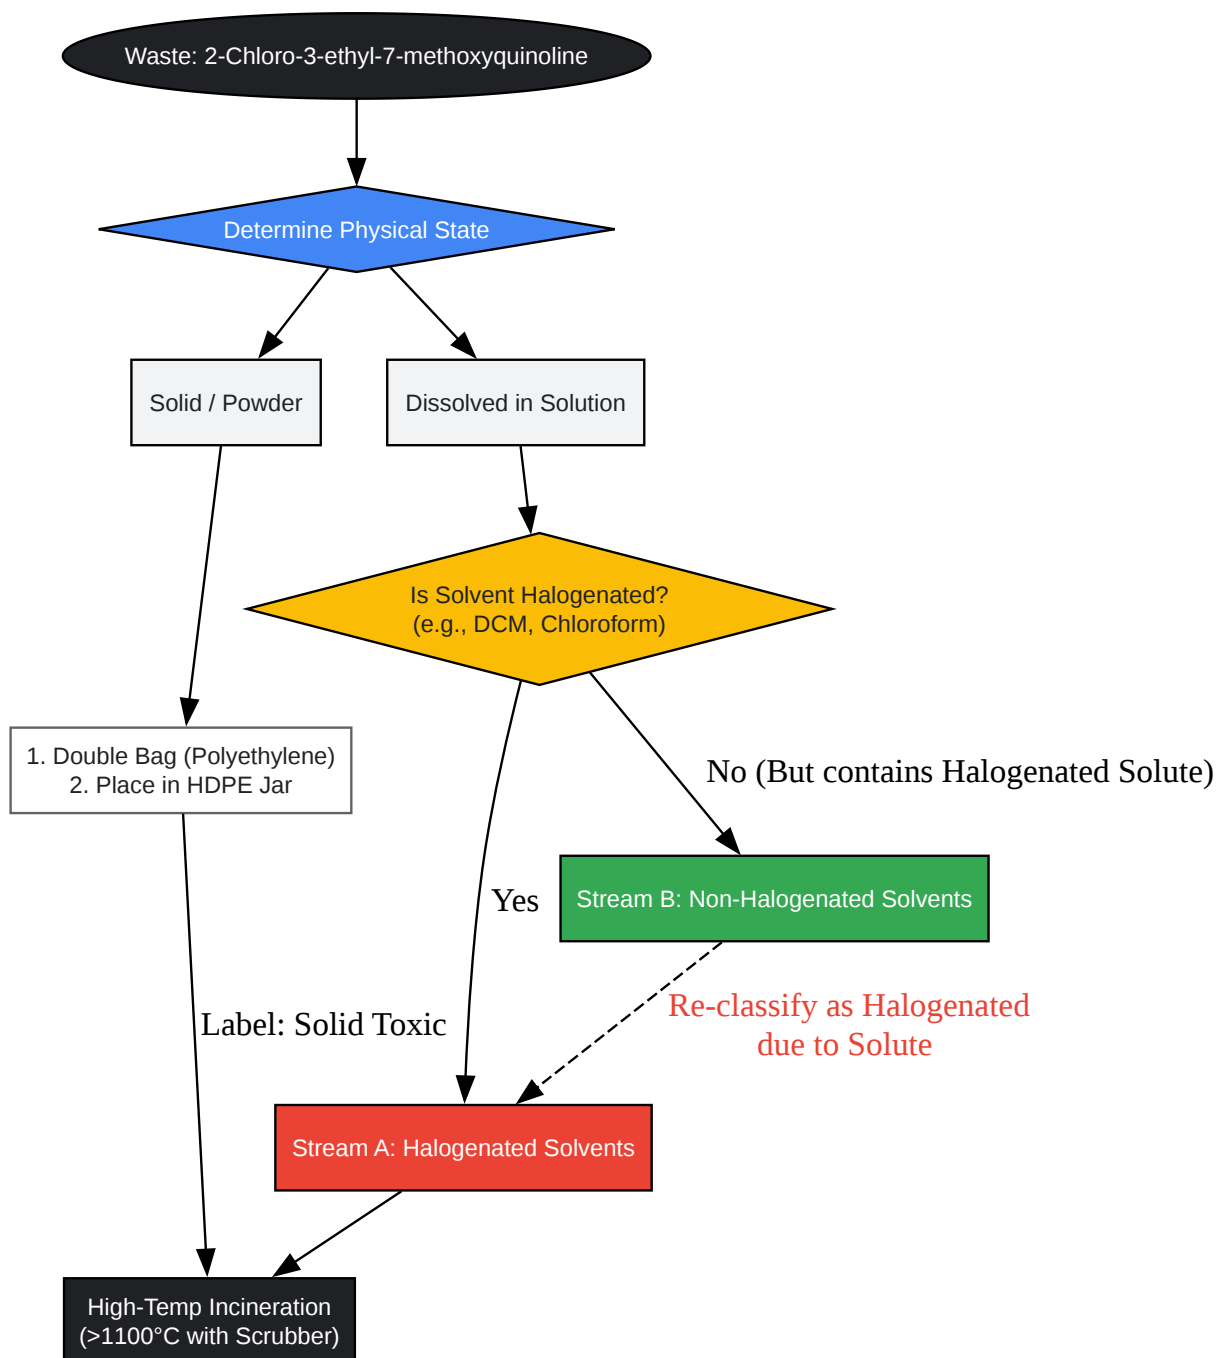 Waste: 2-Chloro-3-ethyl-7-methoxyquinoline
Determine Physical State
Solid / Powder
Dissolved in Solution
Is Solvent Halogenated?
(e.g., DCM, Chloroform)
1. Double Bag (Polyethylene)
2. Place in HDPE Jar
No (But contains Halogenated Solute)
Yes
Stream B: Non-Halogenated Solvents
Label: Solid Toxic
Re-classify as Halogenated
due to Solute
Stream A: Halogenated Solvents
High-Temp Incineration
(>1100°C with Scrubber)